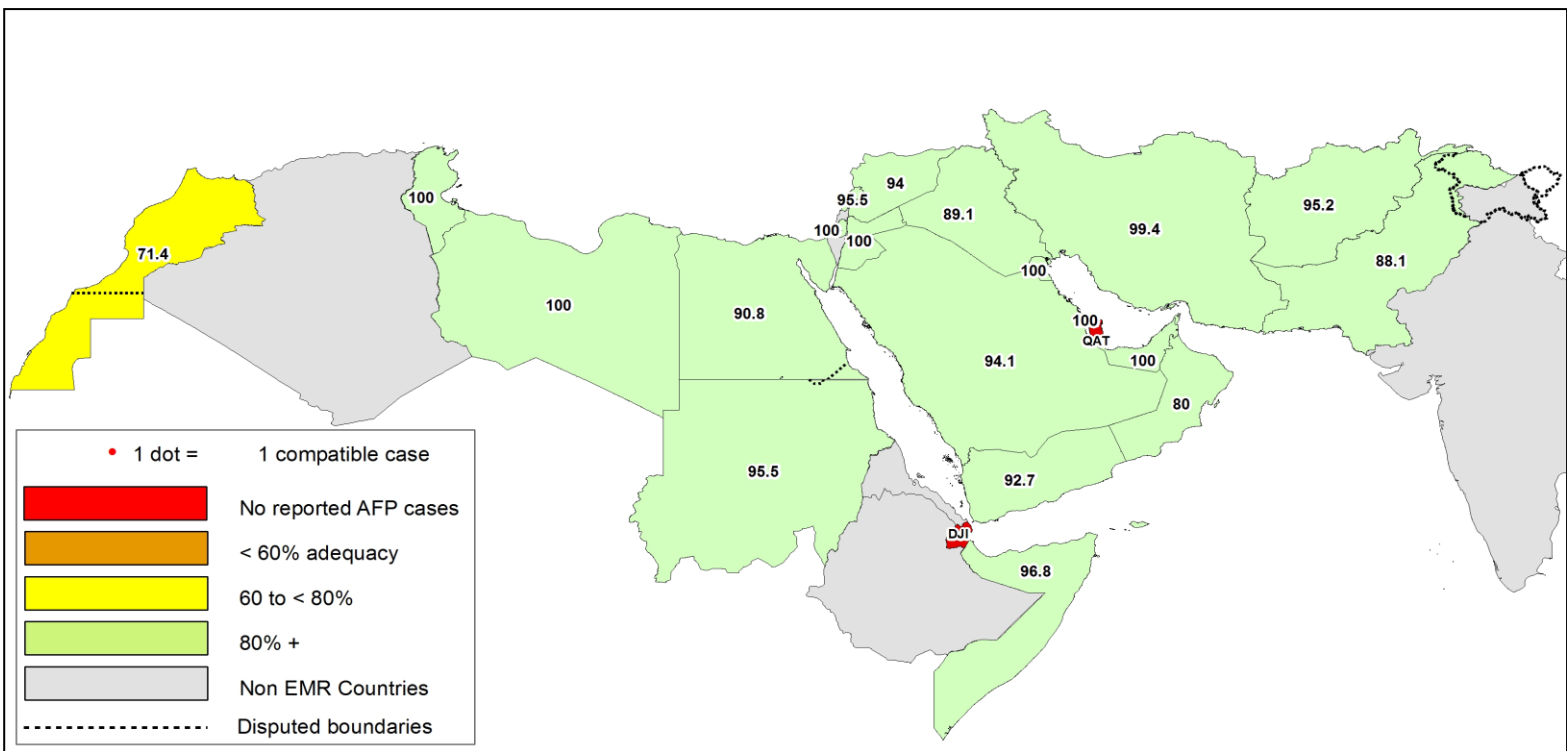 100
94
95.5
95.2
89.1
71.4
100
100
99.4
88.1
100
100
90.8
100
QAT
94.1
100
80
95.5
92.7
DJI
96.8
1 dot = 1 compatible case
No reported AFP cases
< 60% adequacy
60 to < 80%
80% +
Non EMR Countries
Disputed boundaries